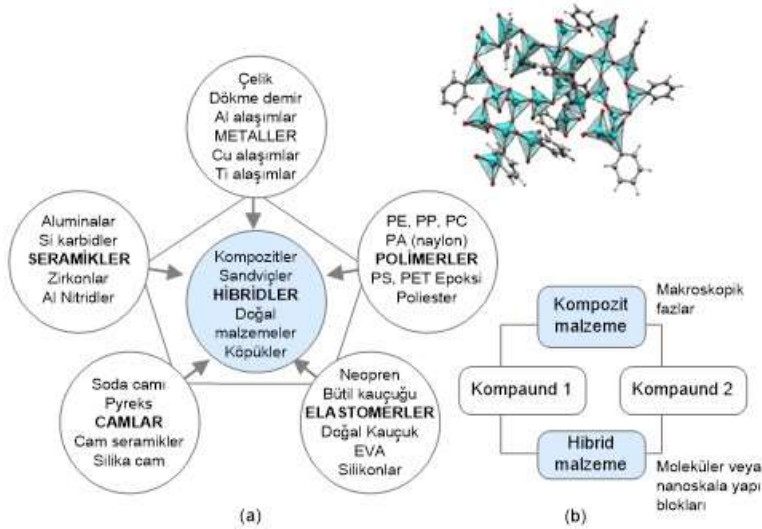 Çelik
Dökme demir
Al alaşımlar
METALLER
Cu alaşımlar
Ti alaşımlar
Aluminalar
Si karbidler
SERAMİKLER
Zirkonlar
Al Nitridler
Kompozitler
Sandviçler
HİBRİDLER
Doğal
malzemeler
Köpükler
PE, PP, PC
PA (naylon)
POLİMERLER
PS, PET Epoksi
Poliester
Soda camı
Pyreks
CAMLAR
Cam seramikler
Silika cam
Neopren
Bütil kauçuğu
ELASTOMERLER
Doğal Kauçuk
EVA
Silikonlar
(a)
Kompozit
malzeme
Makroskopik
fazlar
Kompaund 1
Kompaund 2
Hibrid
malzeme
Moleküler veya
nanoskala yapı
blokları
(b)